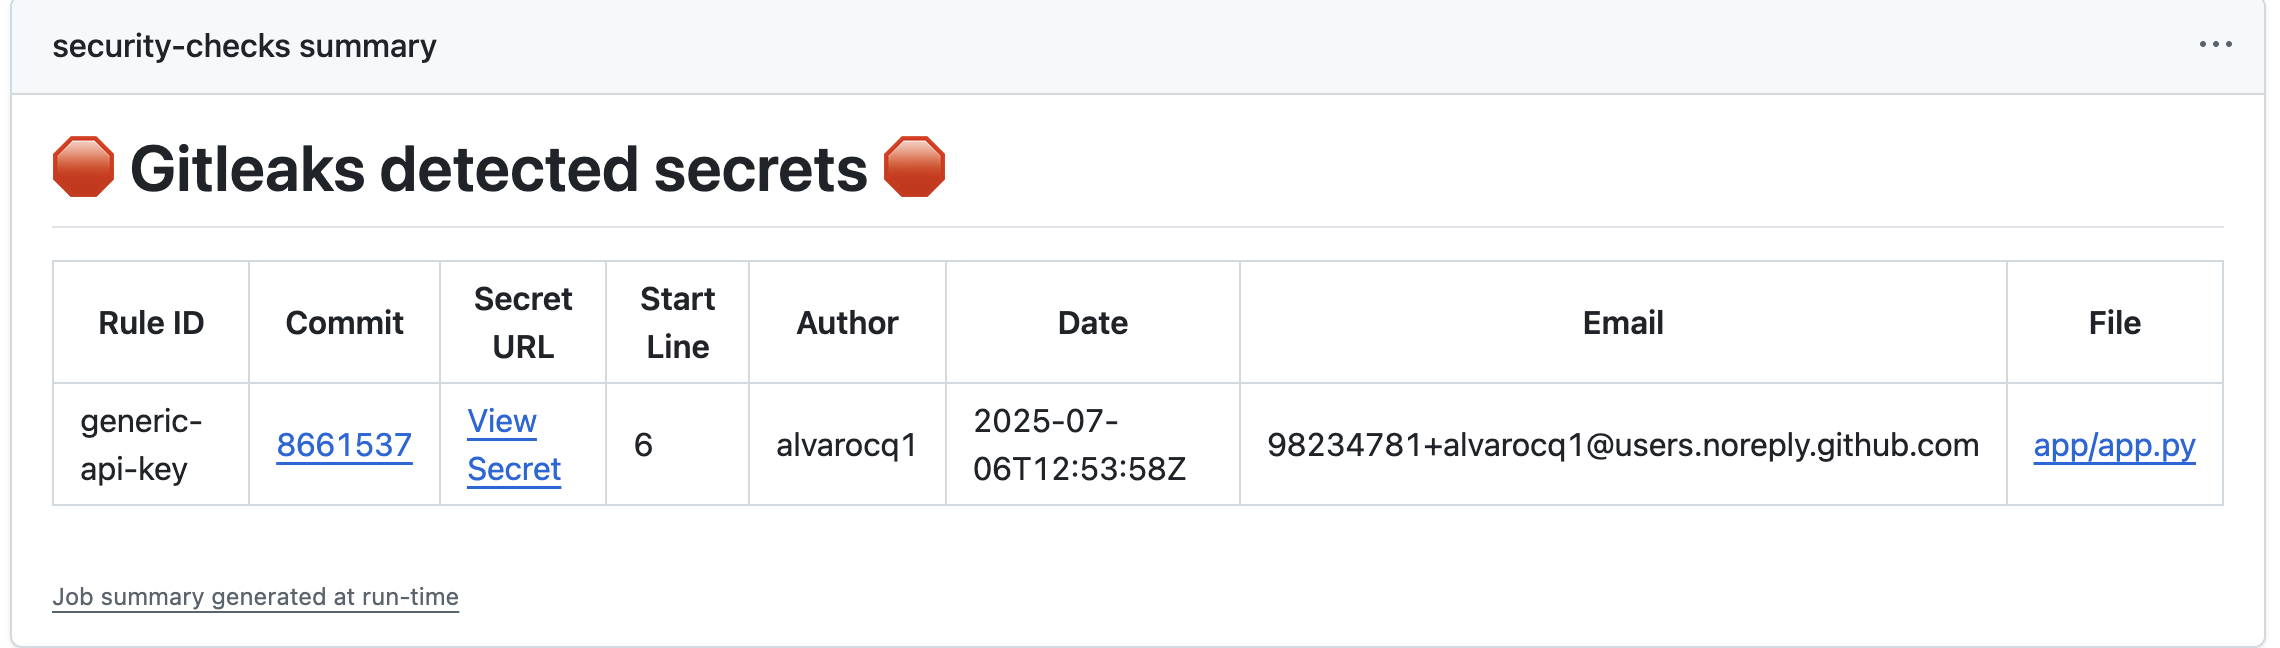 security-checks summary
🛑 Gitleaks detected secrets 🛑
Rule ID
Commit
Secret
URL
Start
Line
Author
Date
Email
File
generic-
api-key
8661537
View
Secret
6
alvarocq1
2025-07-
06T12:53:58Z
98234781+alvarocq1@users.noreply.github.com
app/app.py
Job summary generated at run-time